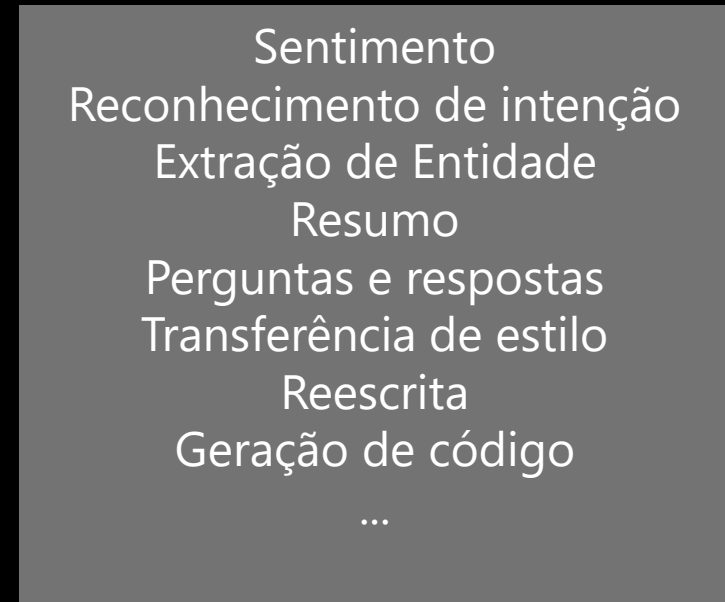 Sentimento
Reconhecimento de intenção
Extração de Entidade
Resumo
Perguntas e respostas
Transferência de estilo
Reescrita
Geração de código
...